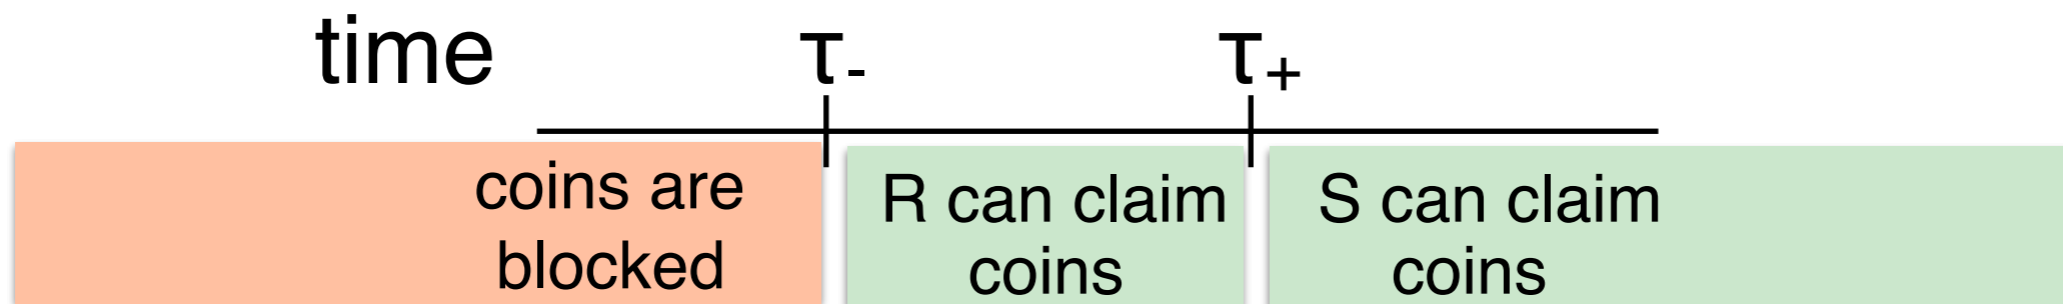 time τ- τ+
coins are
blocked
R can claim
coins
S can claim
coins